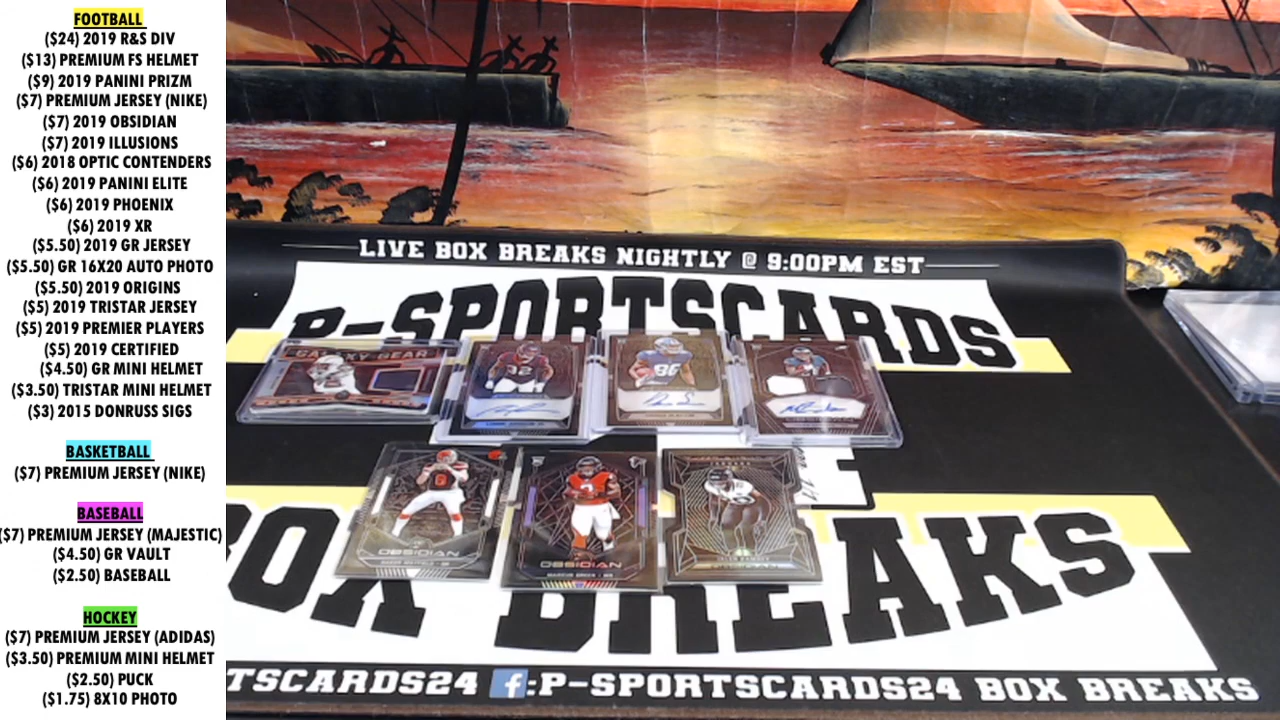 FOOTBALL
($24) 2019 R&S DIV
($13) PREMIUM FS HELMET
($9) 2019 PANINI PRIZM
($7) PREMIUM JERSEY (NIKE)
($7) 2019 OBSIDIAN
($7) 2019 ILLUSIONS
($6) 2018 OPTIC CONTENDERS
($6) 2019 PANINI ELITE
($6) 2019 PHOENIX
($6) 2019 XR
($5.50) 2019 GR JERSEY
($5.50) GR 16X20 AUTO PHOTO
($5.50) 2019 ORIGINS
($5) 2019 TRISTAR JERSEY
($5) 2019 PREMIER PLAYERS
($5) 2019 CERTIFIED
($4.50) GR MINI HELMET
($3.50) TRISTAR MINI HELMET
($3) 2015 DONRUSS SIGS
BASKETBALL
($7) PREMIUM JERSEY (NIKE)
BASEBALL
($7) PREMIUM JERSEY (MAJESTIC)
($4.50) GR VAULT
($2.50) BASEBALL
HOCKEY
($7) PREMIUM JERSEY (ADIDAS)
($3.50) PREMIUM MINI HELMET
($2.50) PUCK
($1.75) 8X10 PHOTO
LIVE BOX BREAKS NIGHTLY @ 9:00PM EST
P-SPORTSCARDS
GALAXY GEAR
32
86
OBSIDIAN
OBSIDIAN
OX BREAKS
TSCARDS24 f:P-SPORTSCARDS24 BOX BREAKS